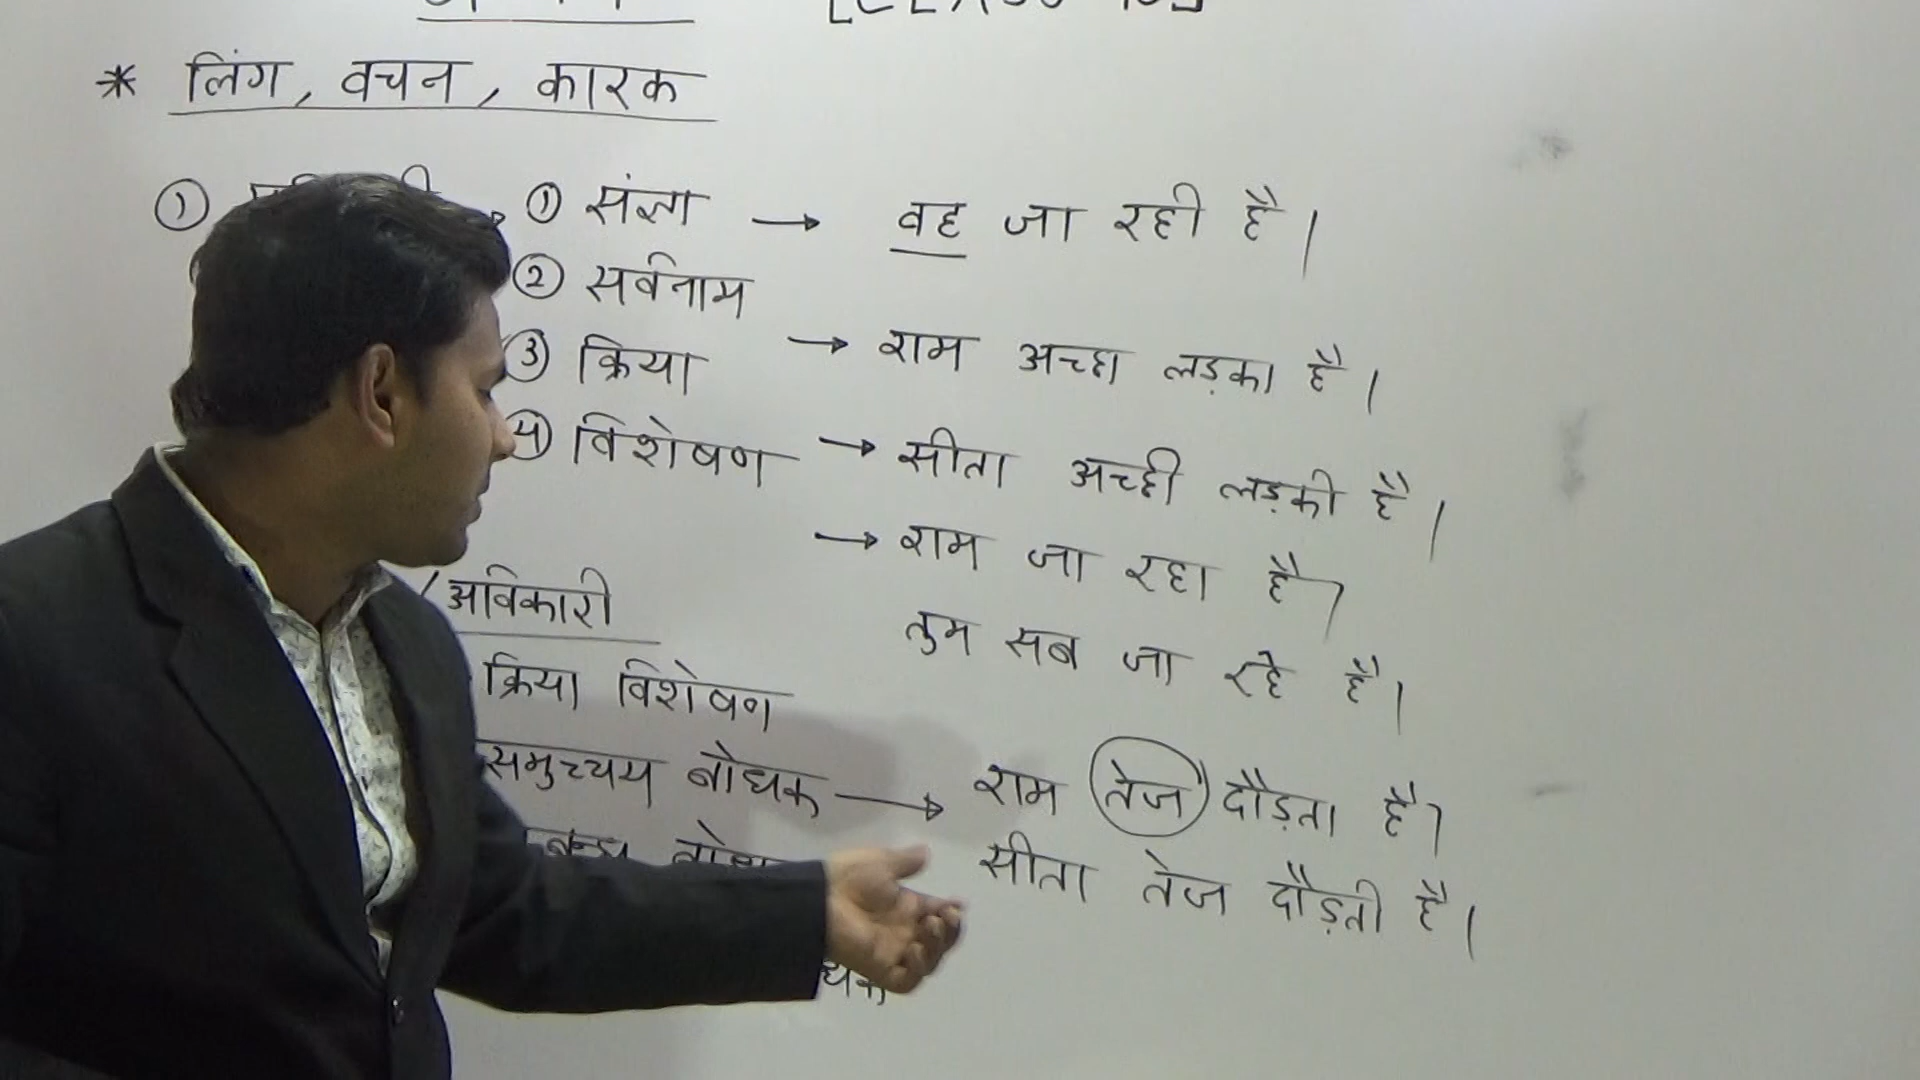 * लिंग, वचन, कारक
①
① संज्ञा → वह जा रही है।
② सर्वनाम
③ क्रिया → राम अच्छा लड़का है।
④ विशेषण → सीता अच्छी लड़की है।
→ राम जा रहा है।
/अविकारी
तुम सब जा रहे है।
क्रिया विशेषण
समुच्चय बोधक → राम तेज दौड़ता है।
सीता तेज दौड़ती है।